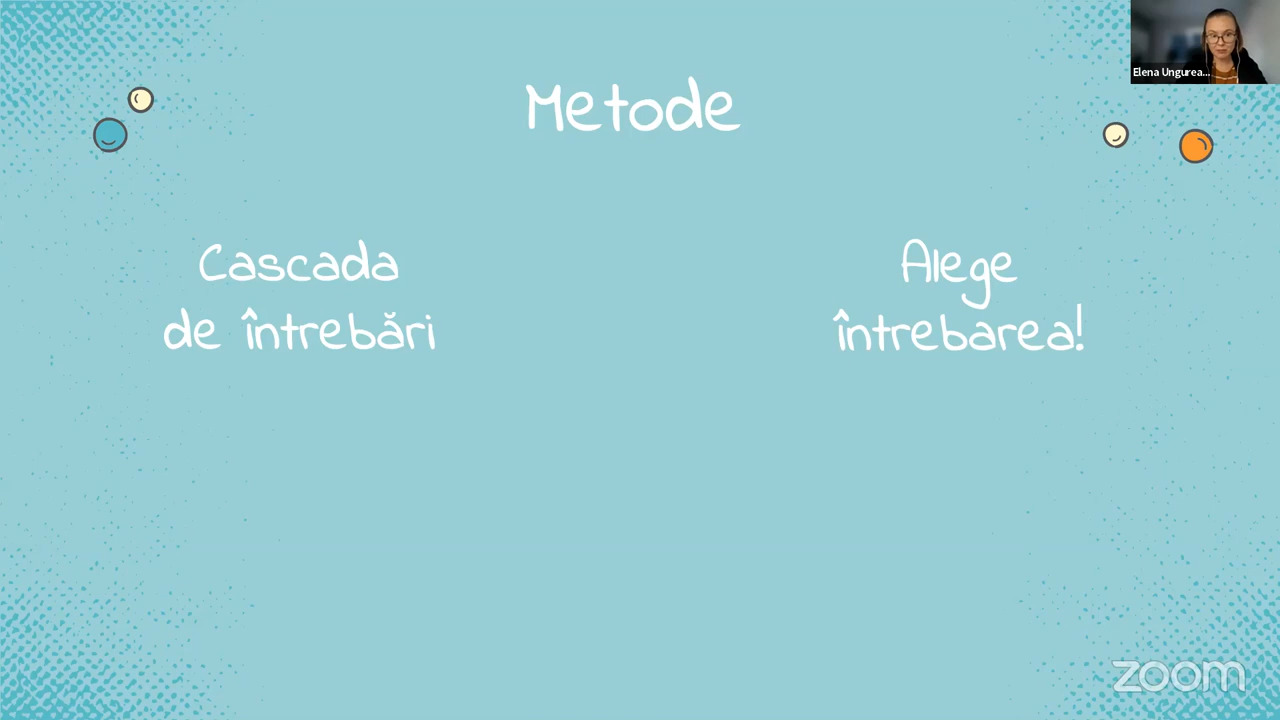 Elena Ungurea...
Metode
Cascada
de întrebări
Alege
întrebarea!
zoom